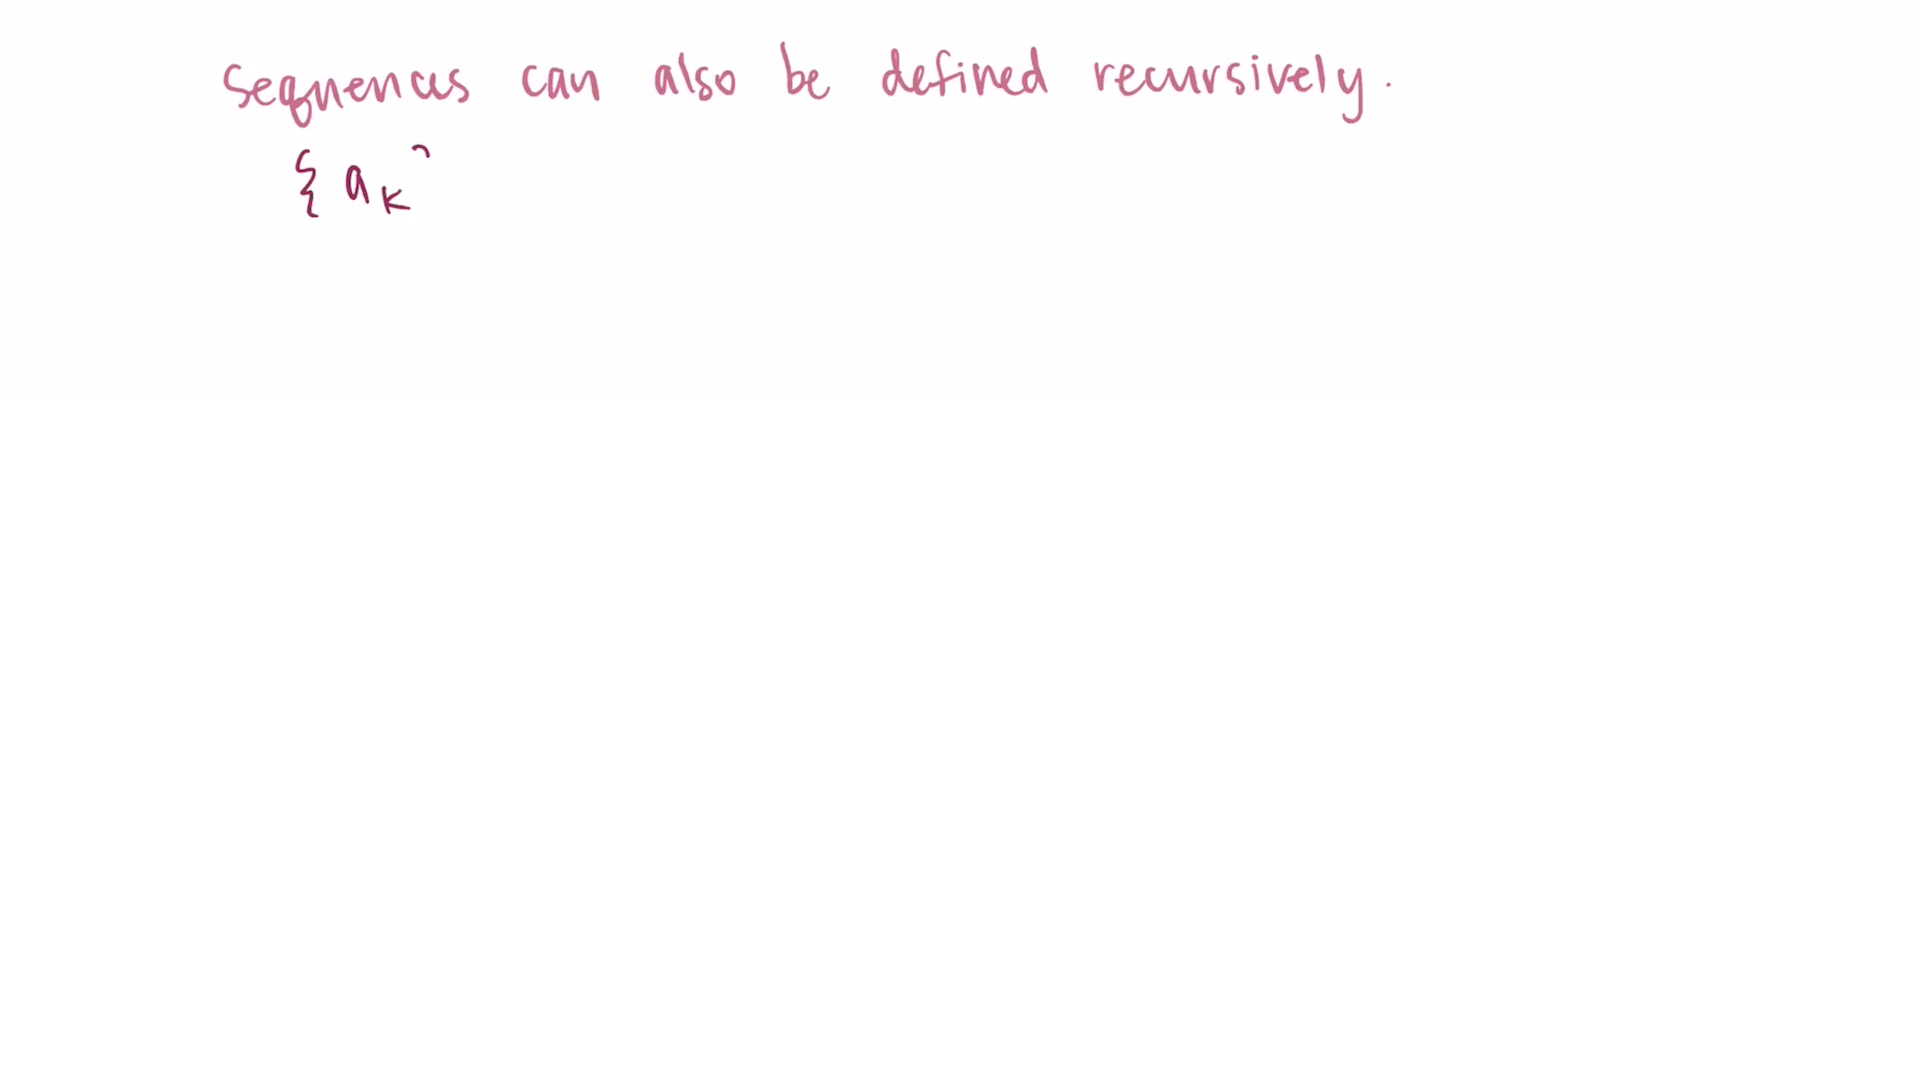 Sequences can also be defined recursively.
{ a_k